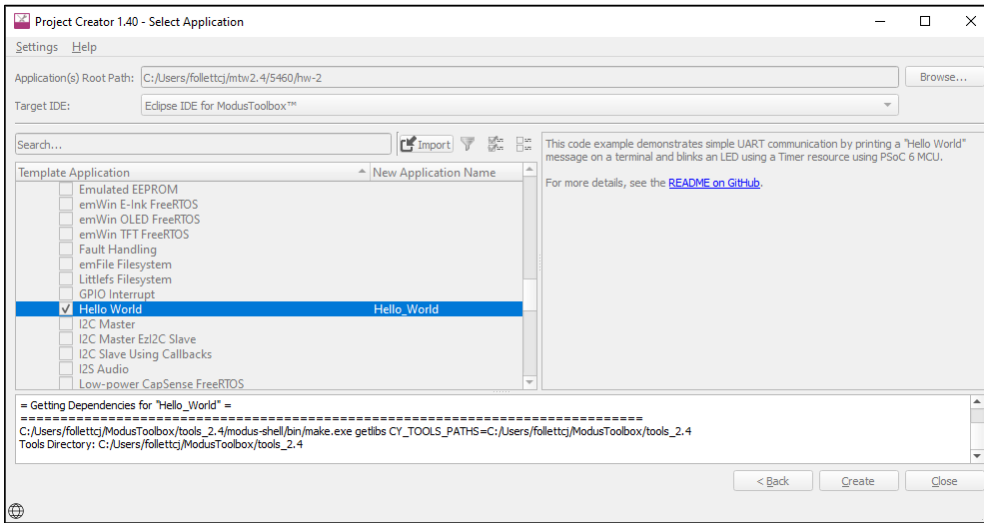 Project Creator 1.40 - Select Application
Settings Help
Application(s) Root Path: C:/Users/follettcj/mtw2.4/5460/hw-2 Browse...
Target IDE: Eclipse IDE for ModusToolbox™
Search... Import
This code example demonstrates simple UART communication by printing a "Hello World"
message on a terminal and blinks an LED using a Timer resource using PSoC 6 MCU.
For more details, see the README on GitHub.
Template Application New Application Name
Emulated EEPROM
emWin E-Ink FreeRTOS
emWin OLED FreeRTOS
emWin TFT FreeRTOS
Fault Handling
emFile Filesystem
Littlefs Filesystem
GPIO Interrupt
Hello World Hello_World
I2C Master
I2C Master EzI2C Slave
I2C Slave Using Callbacks
I2S Audio
Low-power CapSense FreeRTOS
= Getting Dependencies for "Hello_World" =
==============================================================================
C:/Users/follettcj/ModusToolbox/tools_2.4/modus-shell/bin/make.exe getlibs CY_TOOLS_PATHS=C:/Users/follettcj/ModusToolbox/tools_2.4
Tools Directory: C:/Users/follettcj/ModusToolbox/tools_2.4
< Back Create Close